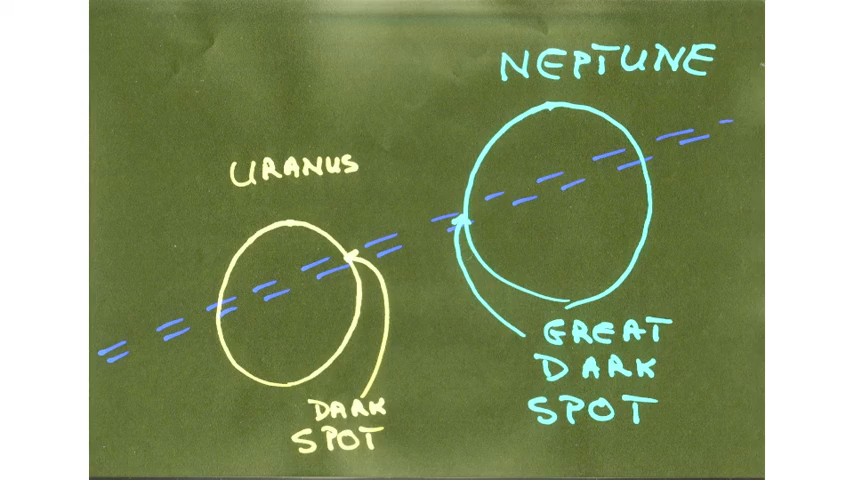 NEPTUNE
URANUS
GREAT
DARK
SPOT
DARK
SPOT